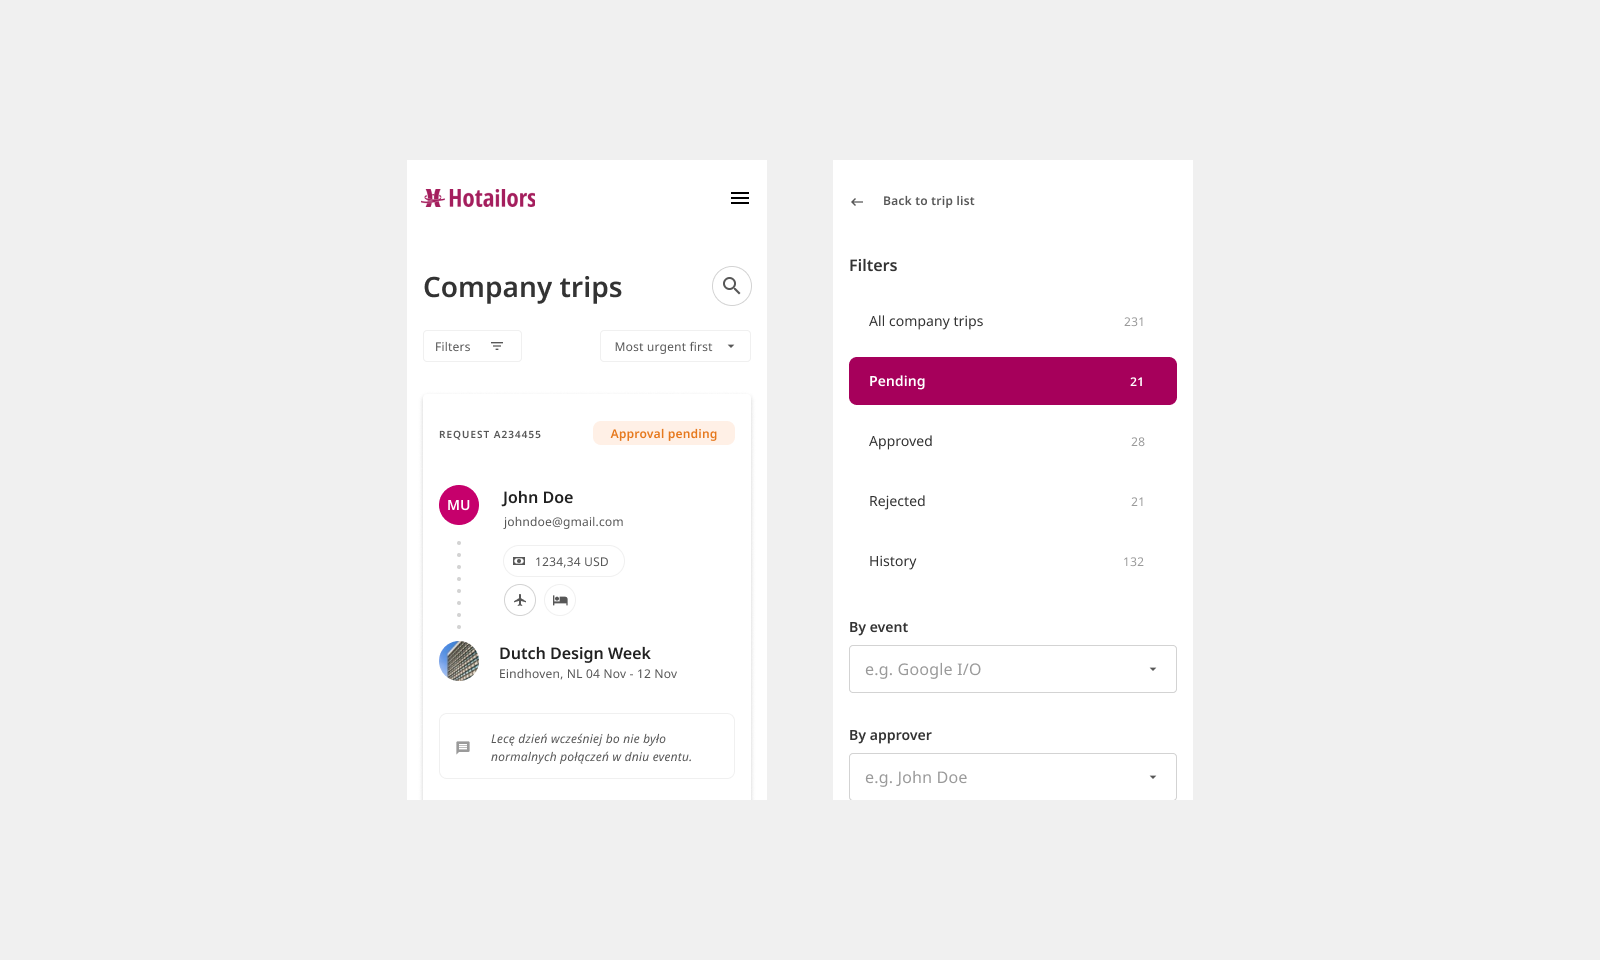 Hotailors
Company trips
Filters
Most urgent first
REQUEST A234455
Approval pending
MU
John Doe
johndoe@gmail.com
1234,34 USD
Dutch Design Week
Eindhoven, NL 04 Nov - 12 Nov
Lecę dzień wcześniej bo nie było
normalnych połączeń w dniu eventu.
Back to trip list
Filters
All company trips 231
Pending 21
Approved 28
Rejected 21
History 132
By event
e.g. Google I/O
By approver
e.g. John Doe